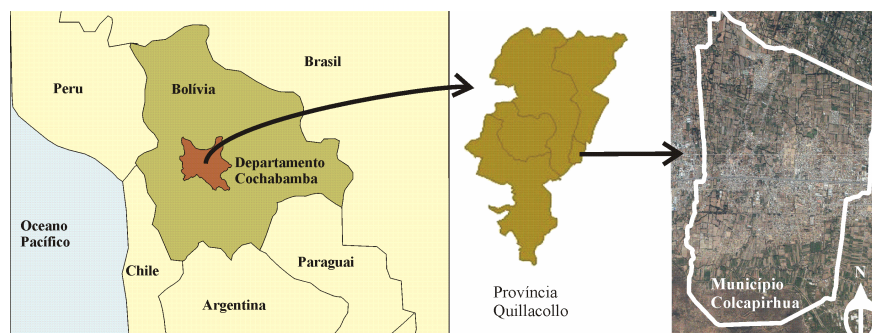 Brasil
Peru
Bolívia
Departamento
Cochabamba
Oceano
Pacífico
Chile
Paraguai
Argentina
Província
Quillacollo
Município
Colcapirhua
N